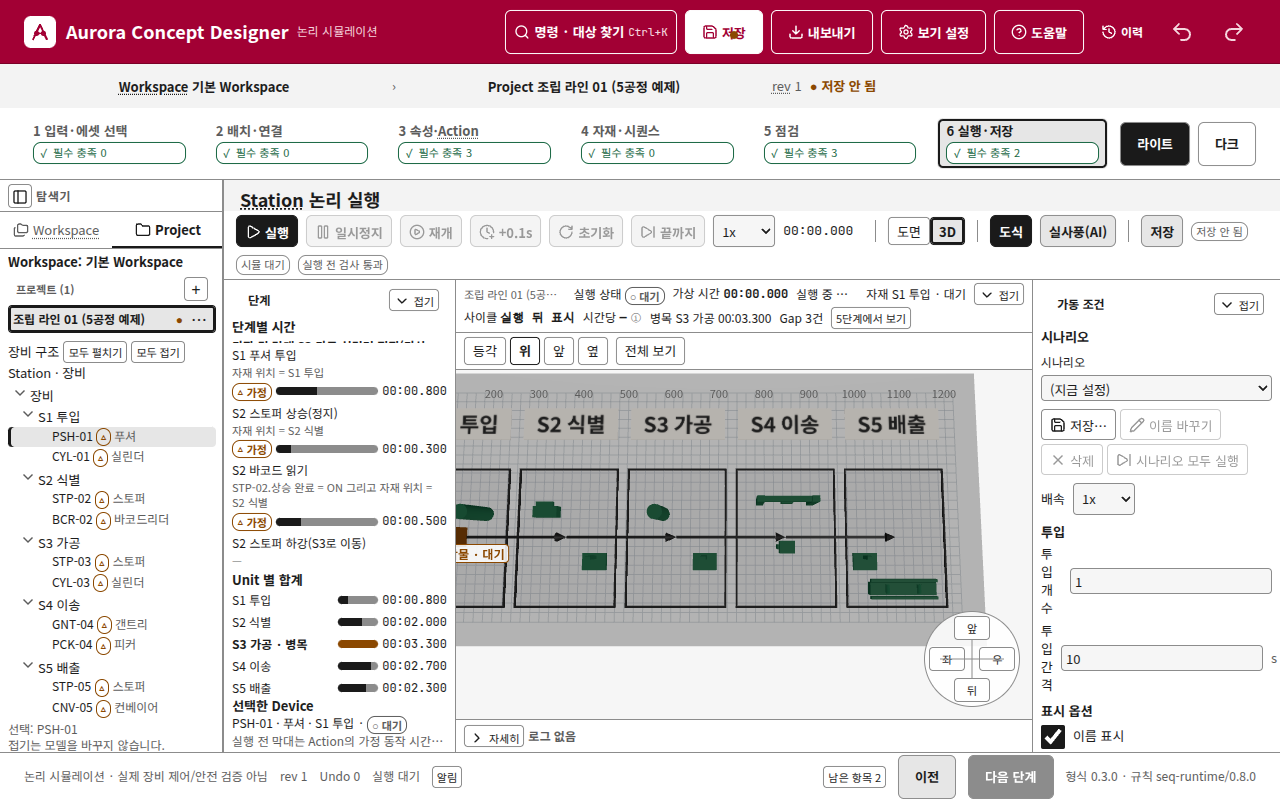 Aurora Concept Designer 논리 시뮬레이션
명령 · 대상 찾기 Ctrl+K
저장
내보내기
보기 설정
도움말
이력
Workspace 기본 Workspace › Project 조립 라인 01 (5공정 예제) rev 1 ● 저장 안 됨
1 입력·에셋 선택
✓ 필수 충족 0
2 배치·연결
✓ 필수 충족 0
3 속성·Action
✓ 필수 충족 3
4 자재·시퀀스
✓ 필수 충족 0
5 점검
✓ 필수 충족 3
6 실행·저장
✓ 필수 충족 2
라이트
다크
탐색기
Workspace
Project
Workspace: 기본 Workspace
프로젝트 (1)
+
조립 라인 01 (5공정 예제) ● ···
장비 구조 모두 펼치기 모두 접기
Station · 장비
장비
S1 투입
PSH-01 푸셔
CYL-01 실린더
S2 식별
STP-02 스토퍼
BCR-02 바코드리더
S3 가공
STP-03 스토퍼
CYL-03 실린더
S4 이송
GNT-04 갠트리
PCK-04 피커
S5 배출
STP-05 스토퍼
CNV-05 컨베이어
선택: PSH-01
접기는 모델을 바꾸지 않습니다.
Station 논리 실행
실행
일시정지
재개
+0.1s
초기화
끝까지
1x
00:00.000
도면
3D
도식
실사풍(AI)
저장
저장 안 됨
시뮬 대기
실행 전 검사 통과
단계
접기
단계별 시간
S1 푸셔 투입
자재 위치 = S1 투입
가정 00:00.800
S2 스토퍼 상승(정지)
자재 위치 = S2 식별
가정 00:00.300
S2 바코드 읽기
STP-02.상승 완료 = ON 그리고 자재 위치 =
S2 식별
가정 00:00.500
S2 스토퍼 하강(S3로 이동)
—
Unit 별 합계
S1 투입 00:00.800
S2 식별 00:02.000
S3 가공 · 병목 00:03.300
S4 이송 00:02.700
S5 배출 00:02.300
선택한 Device
PSH-01 · 푸셔 · S1 투입 · ○ 대기
실행 전 막대는 Action의 가정 동작 시간···
조립 라인 01 (5공··· 실행 상태 ○ 대기 가상 시간 00:00.000 실행 중 ··· 자재 S1 투입 · 대기 접기
사이클 실행 뒤 표시 시간당 – ⓘ 병목 S3 가공 00:03.300 Gap 3건 5단계에서 보기
등각
위
앞
옆
전체 보기
200 300 400 500 600 700 800 900 1000 1100 1200
투입 S2 식별 S3 가공 S4 이송 S5 배출
물 · 대기
앞
좌
우
뒤
자세히 로그 없음
가동 조건
접기
시나리오
시나리오
(지금 설정)
저장···
이름 바꾸기
삭제
시나리오 모두 실행
배속 1x
투입
투입 개수 1
투입 간격 10 s
표시 옵션
이름 표시
논리 시뮬레이션 · 실제 장비 제어/안전 검증 아님 rev 1 Undo 0 실행 대기 알림
남은 항목 2
이전
다음 단계
형식 0.3.0 · 규칙 seq-runtime/0.8.0